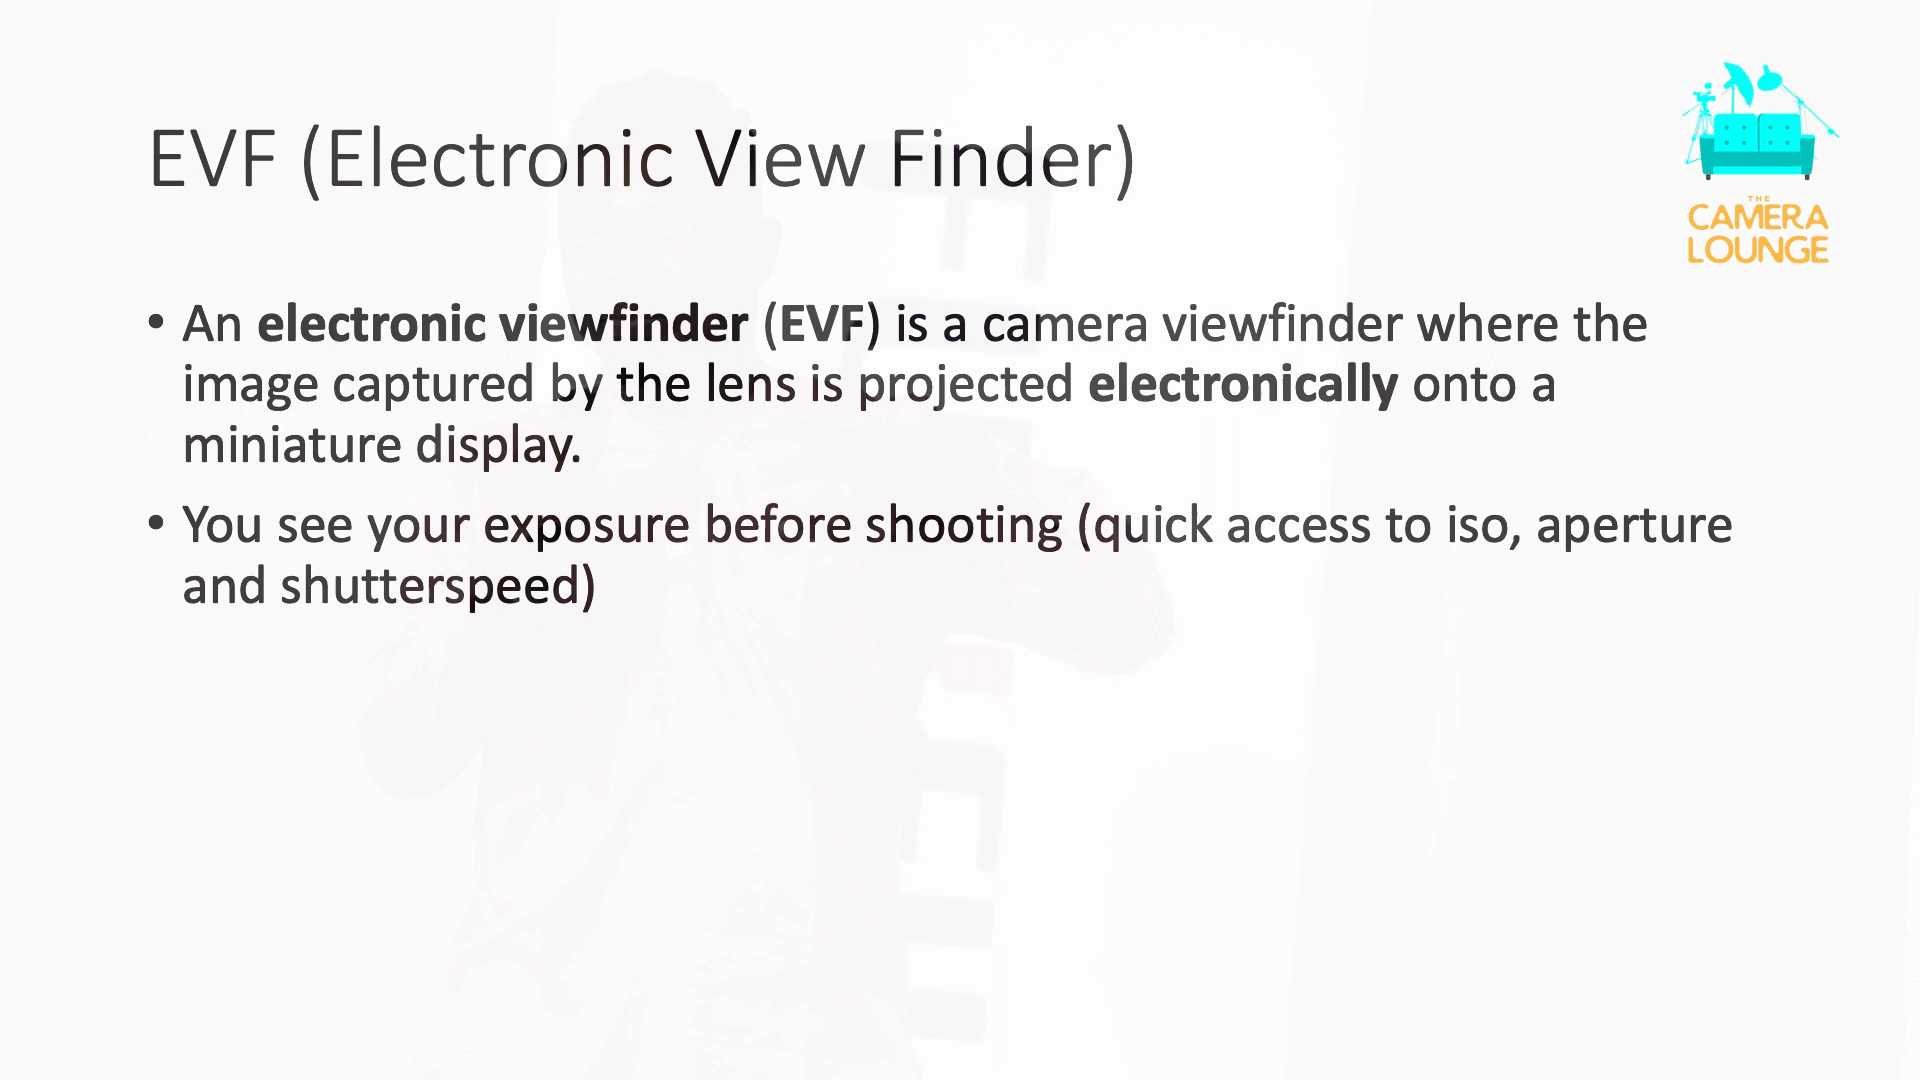 EVF (Electronic View Finder)
THE
CAMERA
LOUNGE
• An electronic viewfinder (EVF) is a camera viewfinder where the
image captured by the lens is projected electronically onto a
miniature display.
• You see your exposure before shooting (quick access to iso, aperture
and shutterspeed)